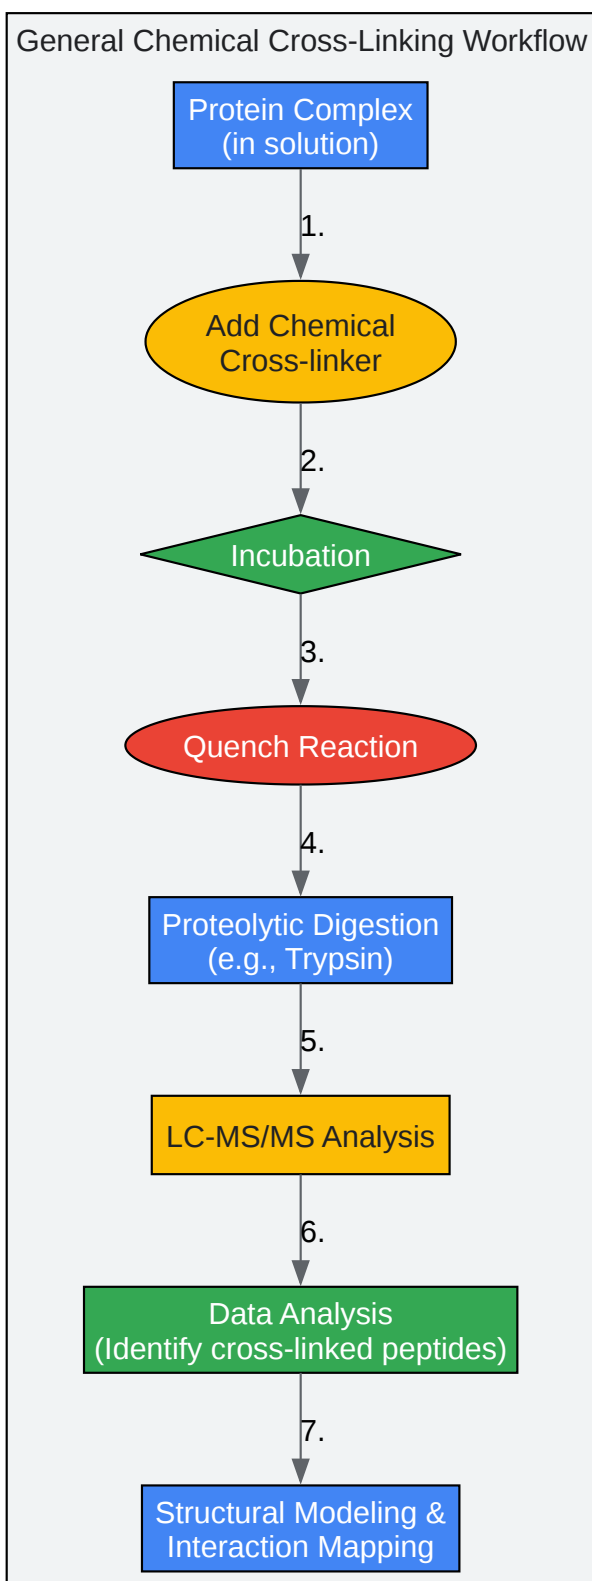 General Chemical Cross-Linking Workflow
Protein Complex
(in solution)
1.
Add Chemical
Cross-linker
2.
Incubation
3.
Quench Reaction
4.
Proteolytic Digestion
(e.g., Trypsin)
5.
LC-MS/MS Analysis
6.
Data Analysis
(Identify cross-linked peptides)
7.
Structural Modeling &
Interaction Mapping